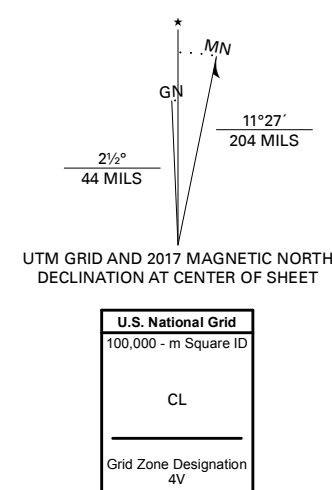 ★
MN
GN
11°27´
204 MILS
2½°
44 MILS
UTM GRID AND 2017 MAGNETIC NORTH
DECLINATION AT CENTER OF SHEET
U.S. National Grid
100,000 - m Square ID
CL
Grid Zone Designation
4V